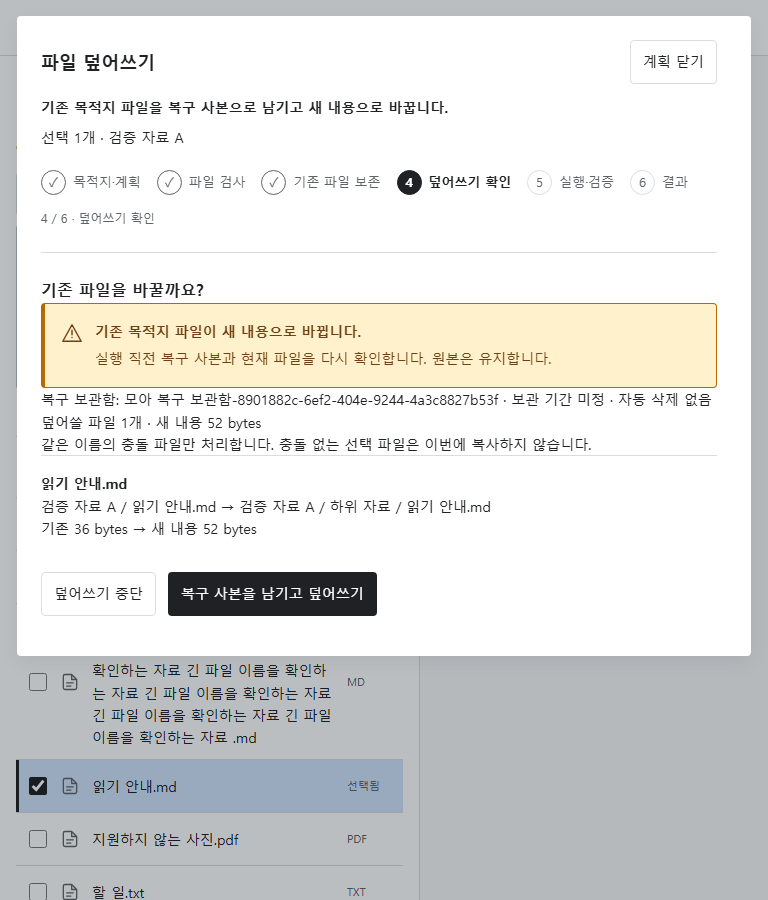 파일 덮어쓰기
계획 닫기
기존 목적지 파일을 복구 사본으로 남기고 새 내용으로 바꿉니다.
선택 1개 · 검증 자료 A
목적지·계획
파일 검사
기존 파일 보존
4 덮어쓰기 확인
5 실행·검증
6 결과
4 / 6 · 덮어쓰기 확인
기존 파일을 바꿀까요?
기존 목적지 파일이 새 내용으로 바뀝니다.
실행 직전 복구 사본과 현재 파일을 다시 확인합니다. 원본은 유지합니다.
복구 보관함: 모아 복구 보관함-8901882c-6ef2-404e-9244-4a3c8827b53f · 보관 기간 미정 · 자동 삭제 없음
덮어쓸 파일 1개 · 새 내용 52 bytes
같은 이름의 충돌 파일만 처리합니다. 충돌 없는 선택 파일은 이번에 복사하지 않습니다.
읽기 안내.md
검증 자료 A / 읽기 안내.md → 검증 자료 A / 하위 자료 / 읽기 안내.md
기존 36 bytes → 새 내용 52 bytes
덮어쓰기 중단
복구 사본을 남기고 덮어쓰기
확인하는 자료 긴 파일 이름을 확인하
는 자료 긴 파일 이름을 확인하는 자료
긴 파일 이름을 확인하는 자료 긴 파일
이름을 확인하는 자료 .md
MD
읽기 안내.md
선택됨
지원하지 않는 사진.pdf
PDF
할 일.txt
TXT